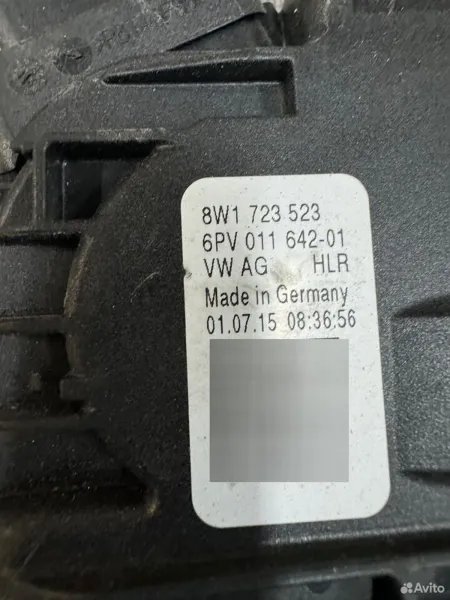 8W1 723 523
6PV 011 642-01
VW AG HLR
Made in Germany
01.07.15 08:36:56
Avito